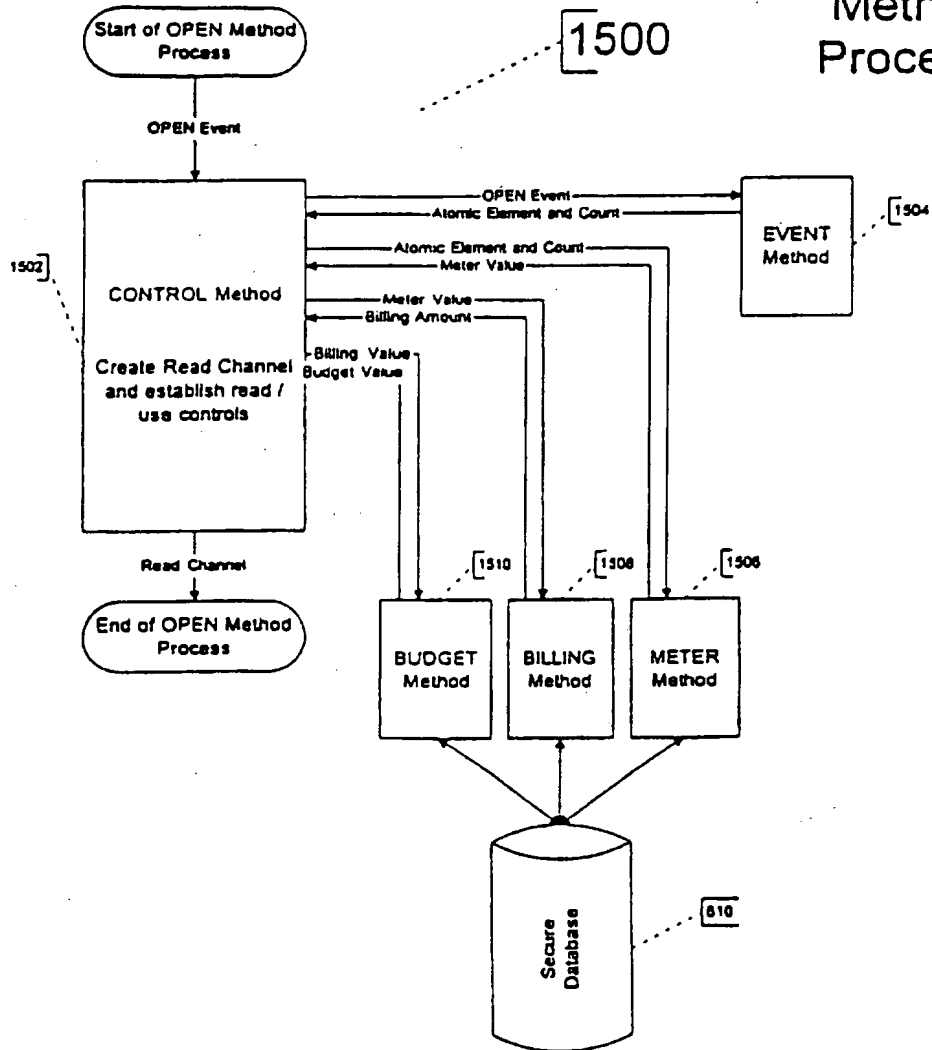 Start of OPEN Method
Process
1500
Meth
Proce
OPEN Event
OPEN Event
Atomic Element and Count
EVENT
Method
1504
Atomic Element and Count
Meter Value
1502
CONTROL Method
Meter Value
Billing Amount
Create Read Channel
and establish read /
use controls
Billing Value
Budget Value
Read Channel
1510
1508
1506
End of OPEN Method
Process
BUDGET
Method
BILLING
Method
METER
Method
Secure
Database
610